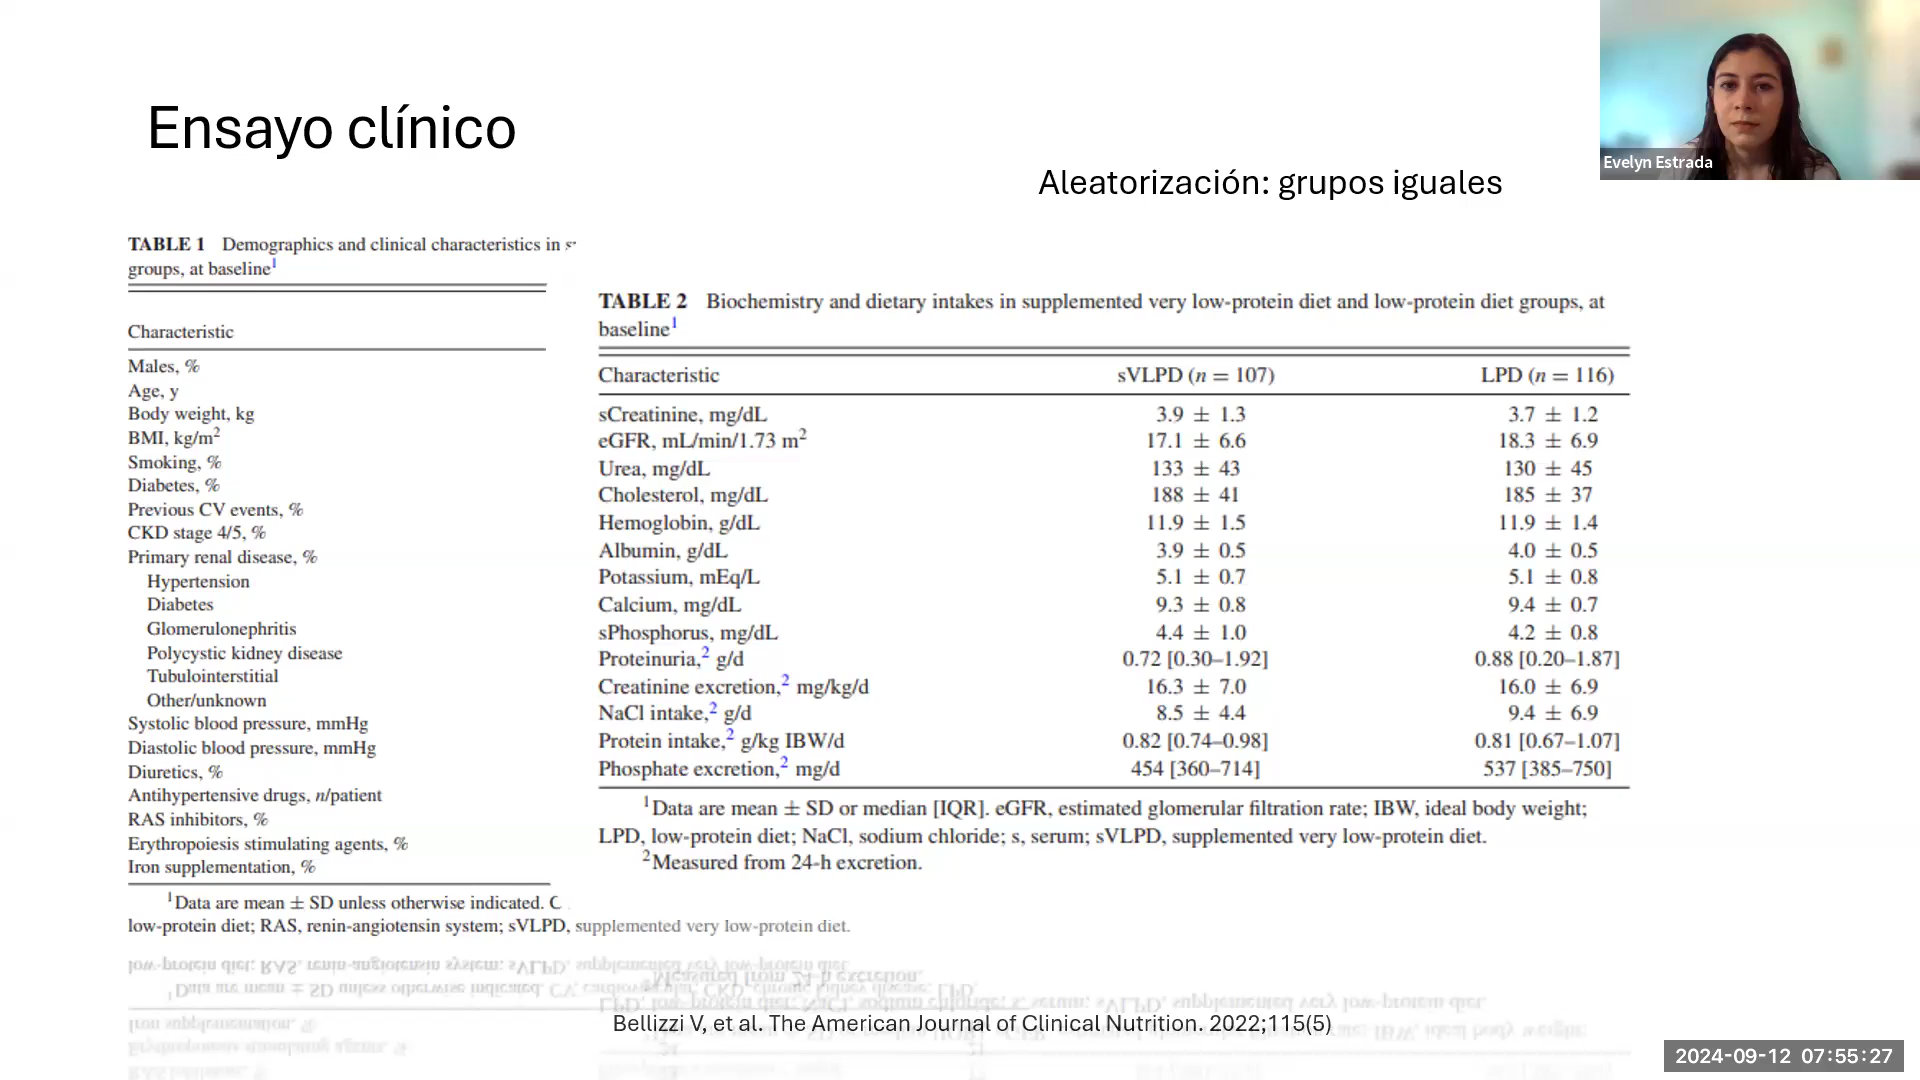 Ensayo clínico
Aleatorización: grupos iguales
Evelyn Estrada
TABLE 1 Demographics and clinical characteristics in
groups, at baseline1
Characteristic
Males, %
Age, y
Body weight, kg
BMI, kg/m2
Smoking, %
Diabetes, %
Previous CV events, %
CKD stage 4/5, %
Primary renal disease, %
Hypertension
Diabetes
Glomerulonephritis
Polycystic kidney disease
Tubulointerstitial
Other/unknown
Systolic blood pressure, mmHg
Diastolic blood pressure, mmHg
Diuretics, %
Antihypertensive drugs, n/patient
RAS inhibitors, %
Erythropoiesis stimulating agents, %
Iron supplementation, %
1Data are mean ± SD unless otherwise indicated. C
low-protein diet; RAS, renin-angiotensin system; sVLPD, supplemented very low-protein diet.
TABLE 2 Biochemistry and dietary intakes in supplemented very low-protein diet and low-protein diet groups, at
baseline1
Characteristic sVLPD (n = 107) LPD (n = 116)
sCreatinine, mg/dL 3.9 ± 1.3 3.7 ± 1.2
eGFR, mL/min/1.73 m2 17.1 ± 6.6 18.3 ± 6.9
Urea, mg/dL 133 ± 43 130 ± 45
Cholesterol, mg/dL 188 ± 41 185 ± 37
Hemoglobin, g/dL 11.9 ± 1.5 11.9 ± 1.4
Albumin, g/dL 3.9 ± 0.5 4.0 ± 0.5
Potassium, mEq/L 5.1 ± 0.7 5.1 ± 0.8
Calcium, mg/dL 9.3 ± 0.8 9.4 ± 0.7
sPhosphorus, mg/dL 4.4 ± 1.0 4.2 ± 0.8
Proteinuria,2 g/d 0.72 [0.30–1.92] 0.88 [0.20–1.87]
Creatinine excretion,2 mg/kg/d 16.3 ± 7.0 16.0 ± 6.9
NaCl intake,2 g/d 8.5 ± 4.4 9.4 ± 6.9
Protein intake,2 g/kg IBW/d 0.82 [0.74–0.98] 0.81 [0.67–1.07]
Phosphate excretion,2 mg/d 454 [360–714] 537 [385–750]
1Data are mean ± SD or median [IQR]. eGFR, estimated glomerular filtration rate; IBW, ideal body weight;
LPD, low-protein diet; NaCl, sodium chloride; s, serum; sVLPD, supplemented very low-protein diet.
2Measured from 24-h excretion.
Bellizzi V, et al. The American Journal of Clinical Nutrition. 2022;115(5)
2024-09-12 07:55:27